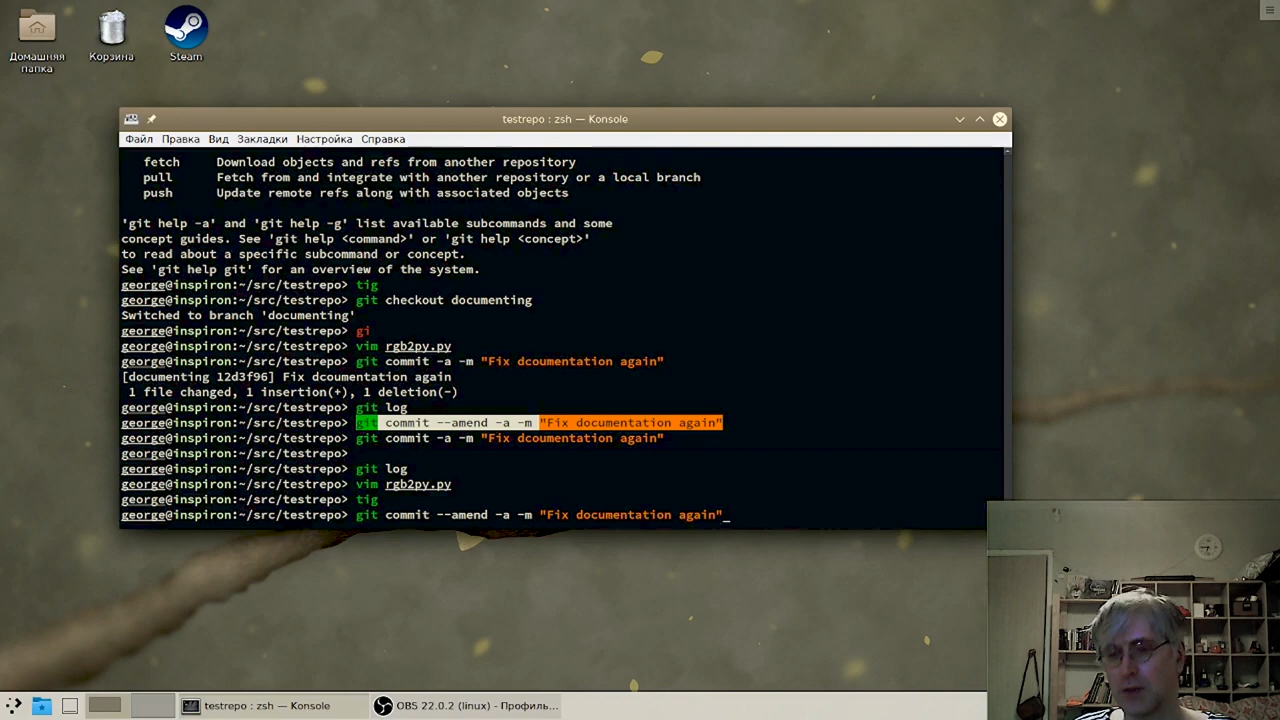 Домашняя
папка
Корзина
Steam
testrepo : zsh — Konsole
Файл Правка Вид Закладки Настройка Справка
fetch Download objects and refs from another repository
pull Fetch from and integrate with another repository or a local branch
push Update remote refs along with associated objects
'git help -a' and 'git help -g' list available subcommands and some
concept guides. See 'git help <command>' or 'git help <concept>'
to read about a specific subcommand or concept.
See 'git help git' for an overview of the system.
george@inspiron:~/src/testrepo> tig
george@inspiron:~/src/testrepo> git checkout documenting
Switched to branch 'documenting'
george@inspiron:~/src/testrepo> gi
george@inspiron:~/src/testrepo> vim rgb2py.py
george@inspiron:~/src/testrepo> git commit -a -m "Fix dcoumentation again"
[documenting 12d3f96] Fix dcoumentation again
1 file changed, 1 insertion(+), 1 deletion(-)
george@inspiron:~/src/testrepo> git log
george@inspiron:~/src/testrepo> git commit --amend -a -m "Fix documentation again"
george@inspiron:~/src/testrepo> git commit -a -m "Fix dcoumentation again"
george@inspiron:~/src/testrepo>
george@inspiron:~/src/testrepo> git log
george@inspiron:~/src/testrepo> vim rgb2py.py
george@inspiron:~/src/testrepo> tig
george@inspiron:~/src/testrepo> git commit --amend -a -m "Fix documentation again"_
testrepo : zsh — Konsole
OBS 22.0.2 (linux) - Профиль...